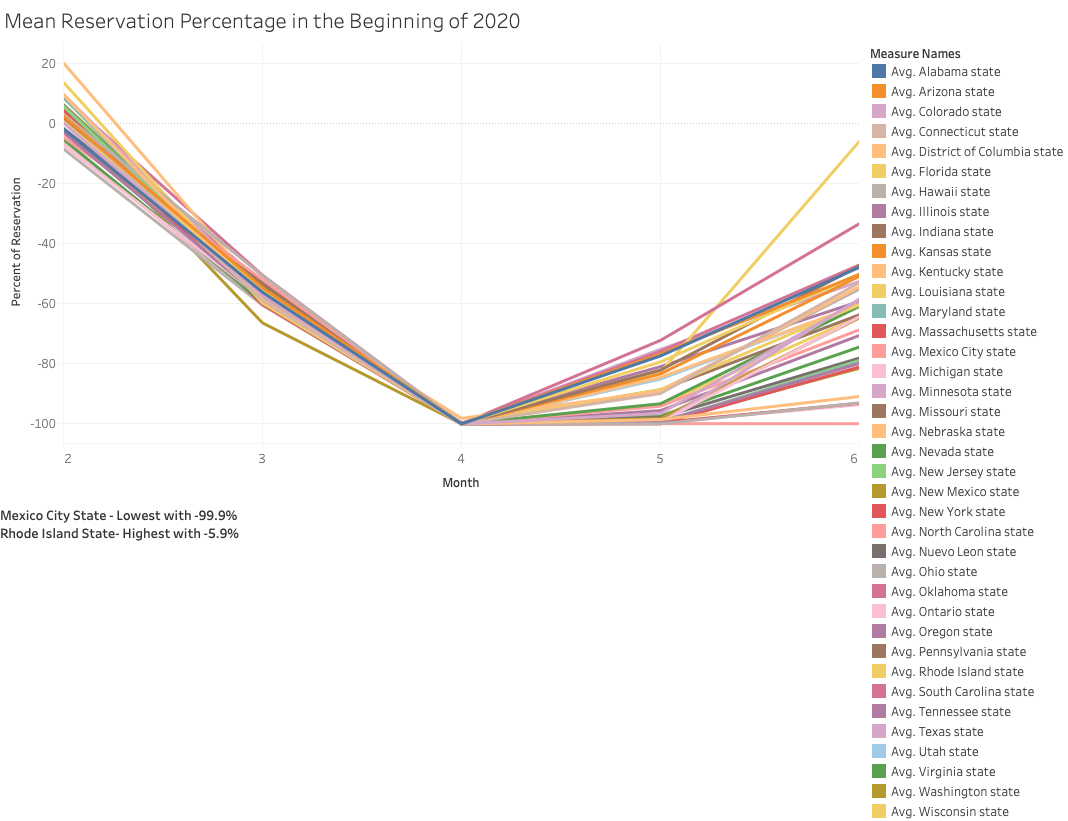 Mean Reservation Percentage in the Beginning of 2020
Percent of Reservation
20
0
-20
-40
-60
-80
-100
2
3
4
5
6
Month
Mexico City State - Lowest with -99.9%
Rhode Island State- Highest with -5.9%
Measure Names
Avg. Alabama state
Avg. Arizona state
Avg. Colorado state
Avg. Connecticut state
Avg. District of Columbia state
Avg. Florida state
Avg. Hawaii state
Avg. Illinois state
Avg. Indiana state
Avg. Kansas state
Avg. Kentucky state
Avg. Louisiana state
Avg. Maryland state
Avg. Massachusetts state
Avg. Mexico City state
Avg. Michigan state
Avg. Minnesota state
Avg. Missouri state
Avg. Nebraska state
Avg. Nevada state
Avg. New Jersey state
Avg. New Mexico state
Avg. New York state
Avg. North Carolina state
Avg. Nuevo Leon state
Avg. Ohio state
Avg. Oklahoma state
Avg. Ontario state
Avg. Oregon state
Avg. Pennsylvania state
Avg. Rhode Island state
Avg. South Carolina state
Avg. Tennessee state
Avg. Texas state
Avg. Utah state
Avg. Virginia state
Avg. Washington state
Avg. Wisconsin state